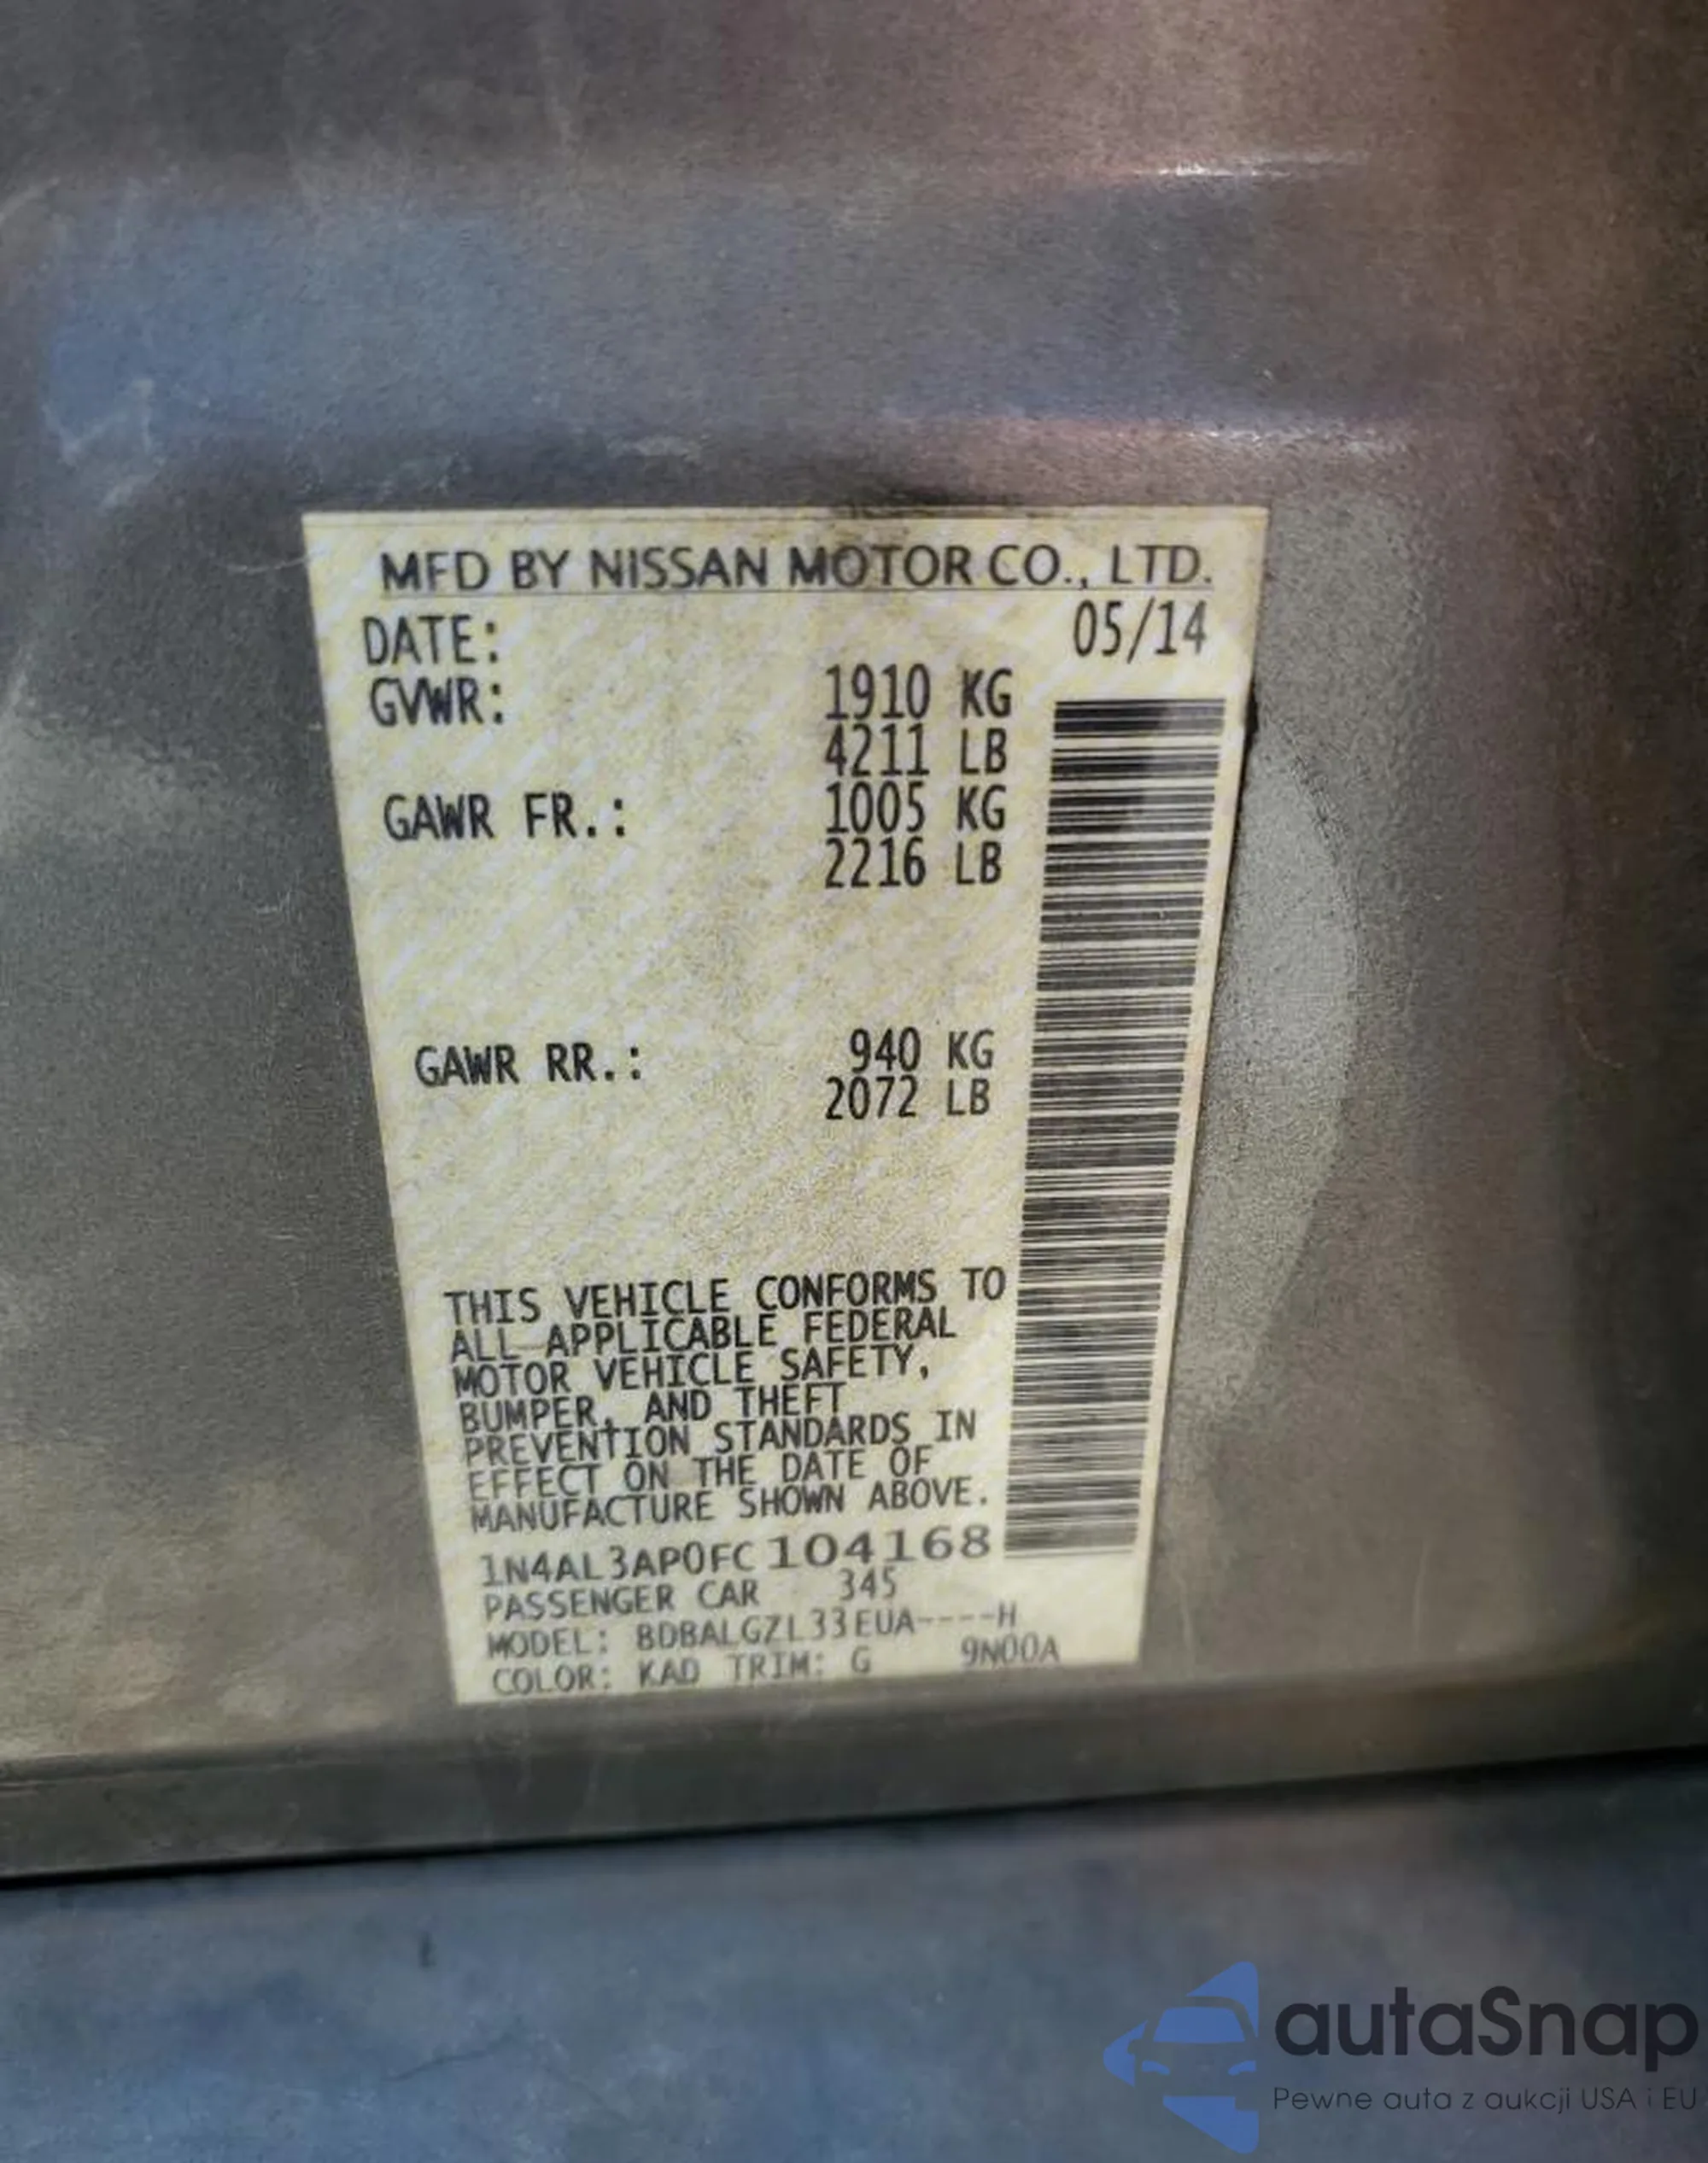 MFD BY NISSAN MOTOR CO., LTD.
DATE: 05/14
GVWR: 1910 KG
4211 LB
GAWR FR.: 1005 KG
2216 LB
GAWR RR.: 940 KG
2072 LB
THIS VEHICLE CONFORMS TO
ALL APPLICABLE FEDERAL
MOTOR VEHICLE SAFETY,
BUMPER, AND THEFT
PREVENTION STANDARDS IN
EFFECT ON THE DATE OF
MANUFACTURE SHOWN ABOVE.
1N4AL3AP0FC104168
PASSENGER CAR 345
MODEL: BDBALGZL33EUA----H
COLOR: KAD TRIM: G 9N00A
autaSnap
Pewne auta z aukcji USA i EU